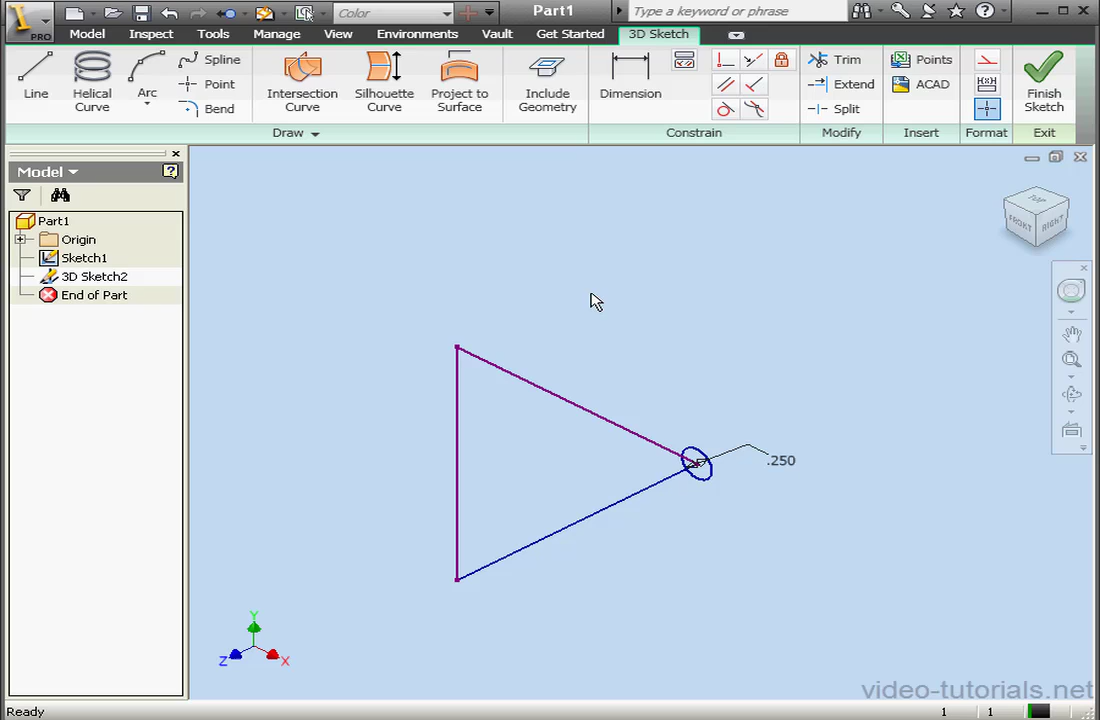 PRO
Color
Part1
Type a keyword or phrase
Model
Inspect
Tools
Manage
View
Environments
Vault
Get Started
3D Sketch
Line
Helical
Curve
Arc
Spline
Point
Bend
Intersection
Curve
Silhouette
Curve
Project to
Surface
Include
Geometry
Dimension
Trim
Extend
Split
Points
ACAD
Finish
Sketch
Draw
Constrain
Modify
Insert
Format
Exit
Model
Part1
Origin
Sketch1
3D Sketch2
End of Part
TOP
FRONT
RIGHT
.250
Y
Z
X
video-tutorials.net
Ready
1
1